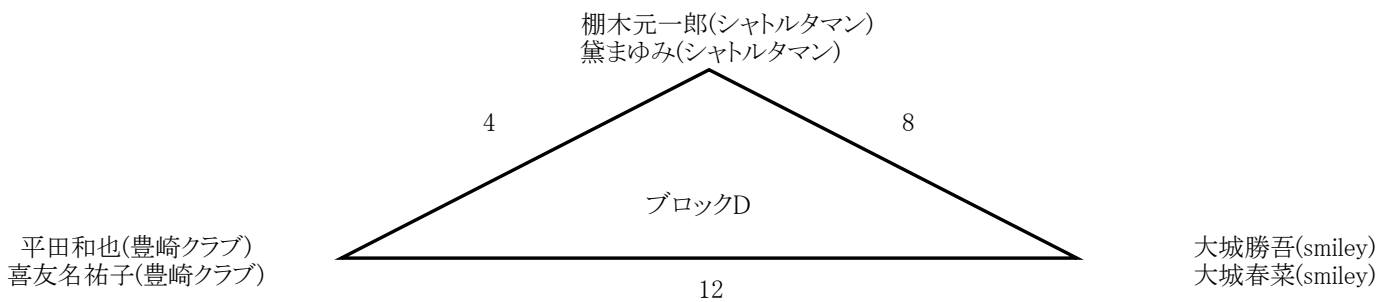 棚木元一郎(シャトルタマン)
黛まゆみ(シャトルタマン)
4
8
ブロックD
平田和也(豊崎クラブ)
喜友名祐子(豊崎クラブ)
大城勝吾(smiley)
大城春菜(smiley)
12